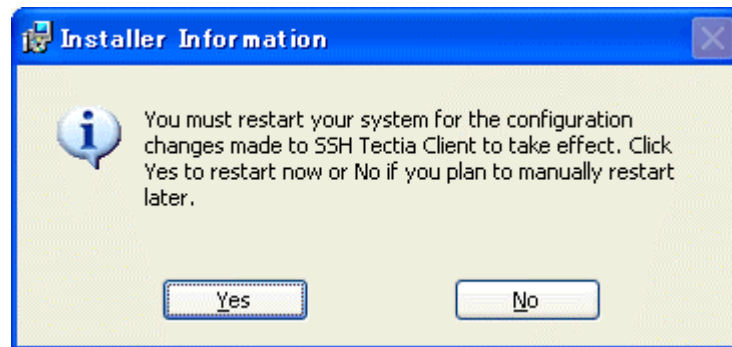 Installer Information
You must restart your system for the configuration
changes made to SSH Tectia Client to take effect. Click
Yes to restart now or No if you plan to manually restart
later.
Yes
No